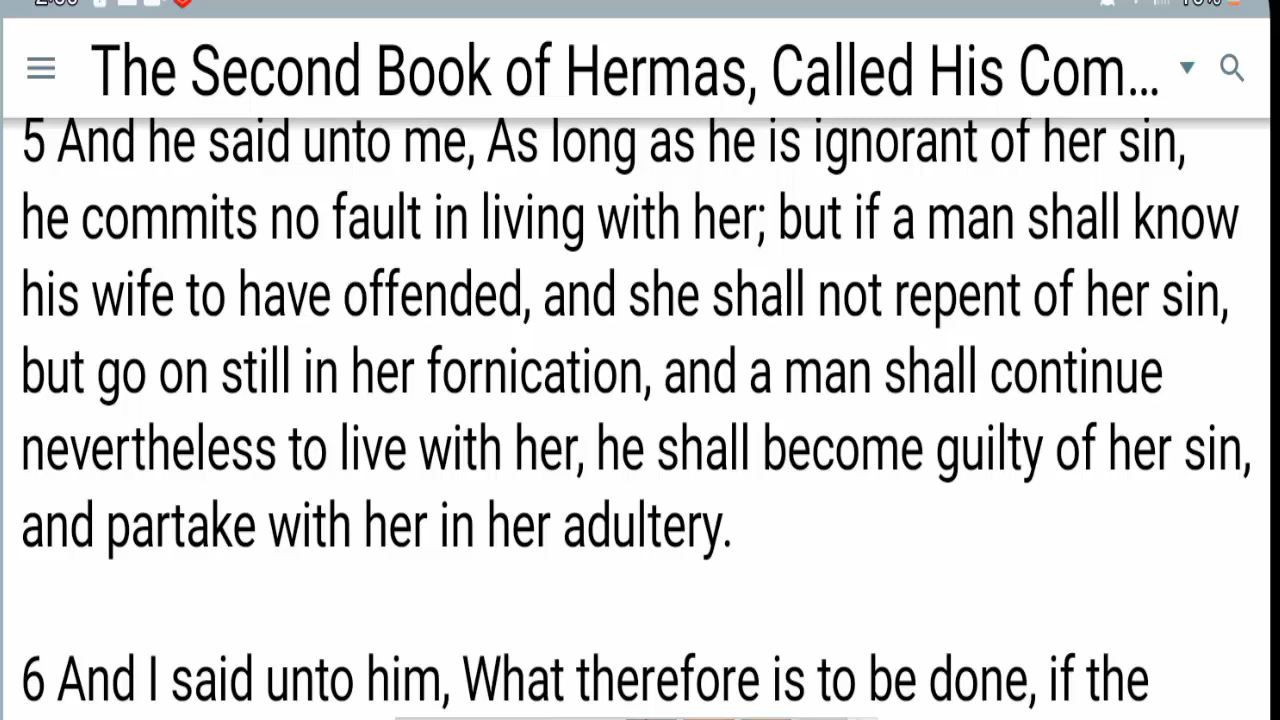 The Second Book of Hermas, Called His Com...
5 And he said unto me, As long as he is ignorant of her sin,
he commits no fault in living with her; but if a man shall know
his wife to have offended, and she shall not repent of her sin,
but go on still in her fornication, and a man shall continue
nevertheless to live with her, he shall become guilty of her sin,
and partake with her in her adultery.
6 And I said unto him, What therefore is to be done, if the